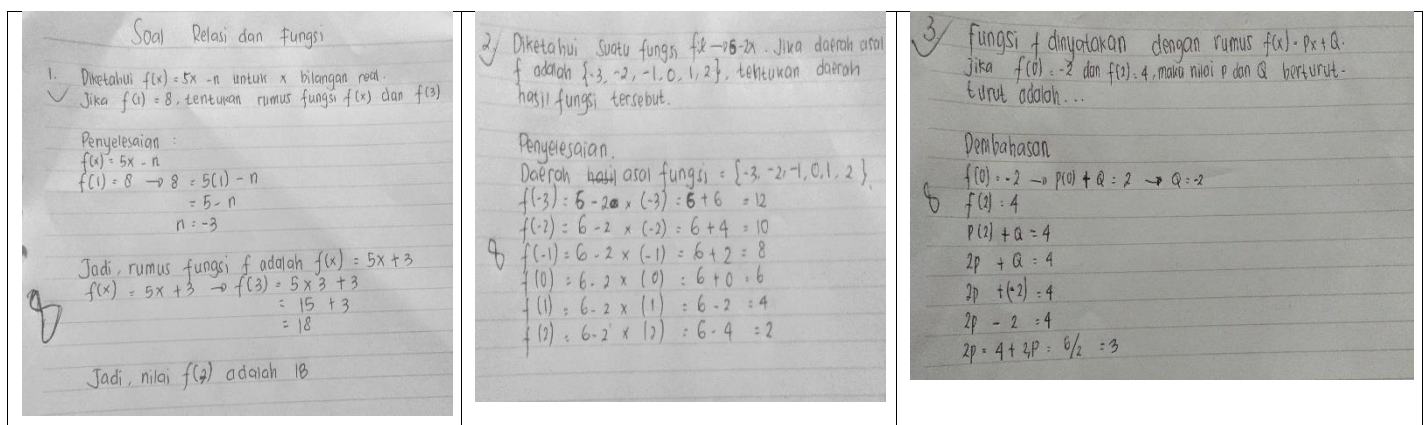 Soal Relasi dan fungsi
1. Diketahui f(x) = 5x - n untuk x bilangan real.
Jika f(1) = 8, tentukan rumus fungsi f(x) dan f(3)
Penyelesaian :
f(x) = 5x - n
f(1) = 8 → 8 = 5(1) - n
= 5 - n
n = -3
Jadi, rumus fungsi f adalah f(x) = 5x + 3
f(x) = 5x + 3 → f(3) = 5 x 3 + 3
= 15 + 3
= 18
8
Jadi, nilai f(3) adalah 18
2. Diketahui suatu fungsi f:x → 6-2x. Jika daerah asal
f adalah {-3, -2, -1, 0, 1, 2}, tentukan daerah
hasil fungsi tersebut.
Penyelesaian.
Daerah hasil asal fungsi = {-3, -2, -1, 0, 1, 2}.
f(-3) = 6 - 2 x (-3) = 6 + 6 = 12
f(-2) = 6 - 2 x (-2) = 6 + 4 = 10
8 f(-1) = 6 - 2 x (-1) = 6 + 2 = 8
f(0) = 6 - 2 x (0) = 6 + 0 = 6
f(1) = 6 - 2 x (1) = 6 - 2 = 4
f(2) = 6 - 2 x (2) = 6 - 4 = 2
3. fungsi f dinyatakan dengan rumus f(x) = Px + Q.
Jika f(0) = -2 dan f(2) = 4, maka nilai P dan Q berturut-
turut adalah...
Pembahasan
f(0) = -2 → P(0) + Q = 2 → Q = -2
8 f(2) = 4
P(2) + Q = 4
2p + Q = 4
2p + (-2) = 4
2p - 2 = 4
2p = 4 + 2, P = 6/2 = 3